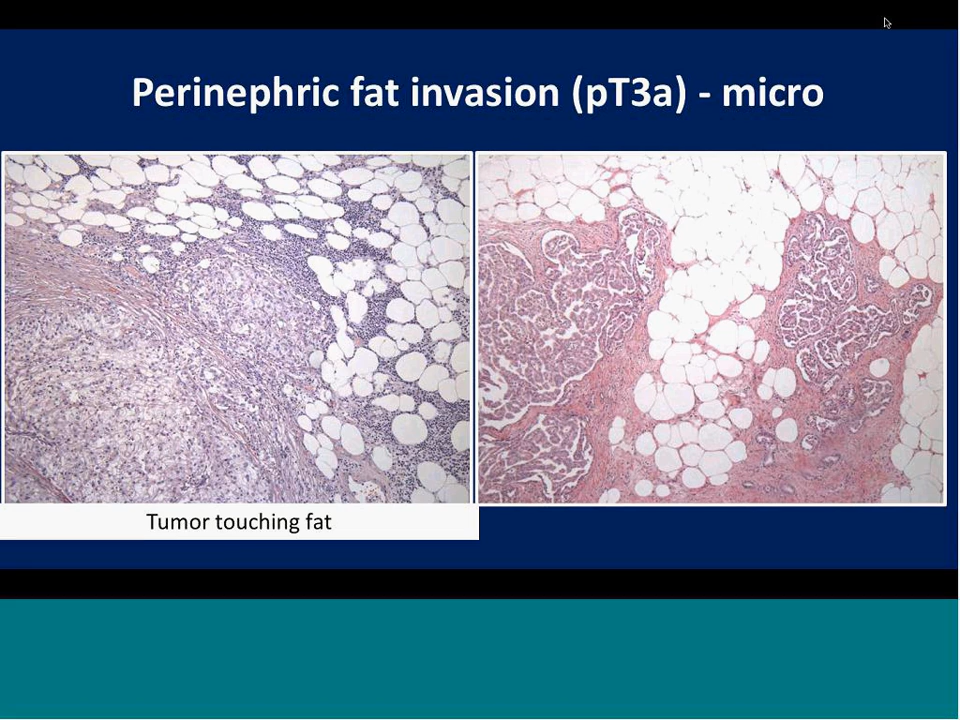 Perinephric fat invasion (pT3a) - micro
Tumor touching fat